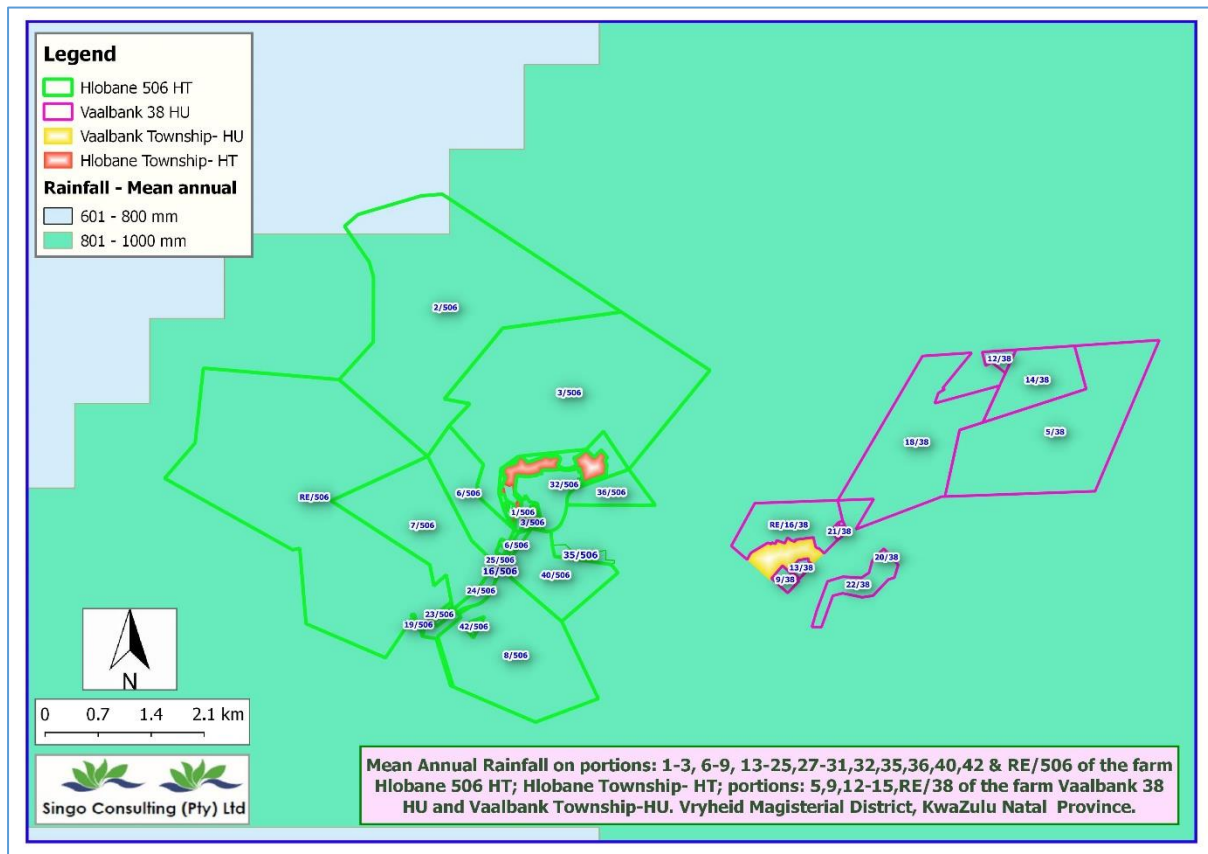 Legend
Hlobane 506 HT
Vaalbank 38 HU
Vaalbank Township- HU
Hlobane Township- HT
Rainfall - Mean annual
601 - 800 mm
801 - 1000 mm
2/506
3/506
12/38
14/38
18/38
5/38
RE/506
6/506
32/506
36/506
7/506
1/506
3/506
RE/16/38
21/38
6/506
25/506
35/506
16/506
40/506
13/38
9/38
20/38
22/38
24/506
23/506
19/506
42/506
8/506
N
0 0.7 1.4 2.1 km
Singo Consulting (Pty) Ltd
Mean Annual Rainfall on portions: 1-3, 6-9, 13-25,27-31,32,35,36,40,42 & RE/506 of the farm
Hlobane 506 HT; Hlobane Township- HT; portions: 5,9,12-15,RE/38 of the farm Vaalbank 38
HU and Vaalbank Township-HU. Vryheid Magisterial District, KwaZulu Natal Province.